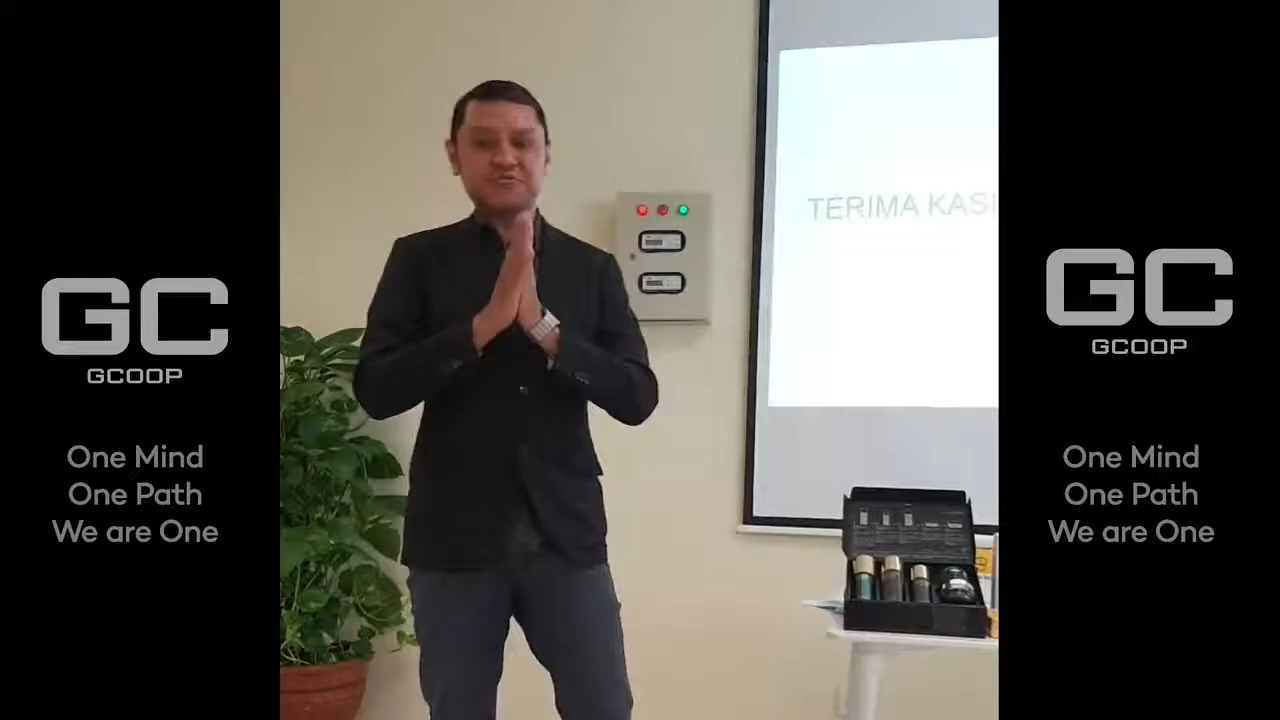 GC
GCOOP
One Mind
One Path
We are One
TERIMA KASI
GC
GCOOP
One Mind
One Path
We are One